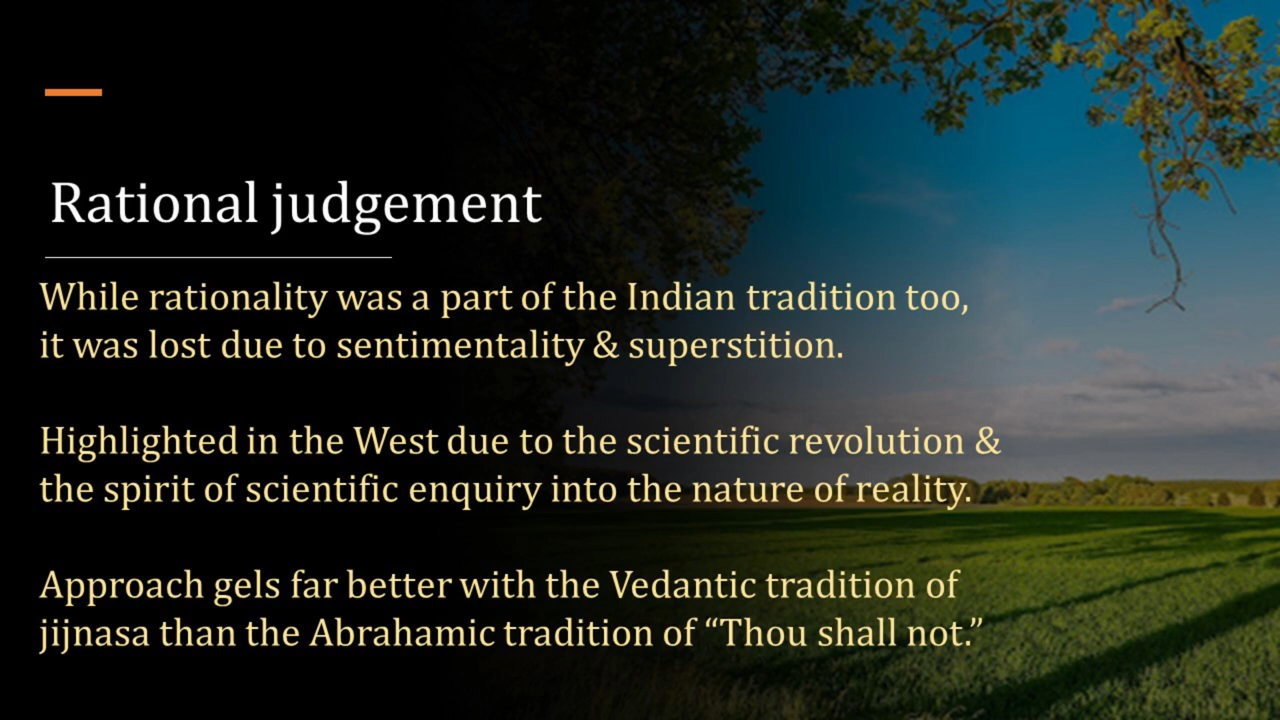 Rational judgement
While rationality was a part of the Indian tradition too,
it was lost due to sentimentality & superstition.
Highlighted in the West due to the scientific revolution &
the spirit of scientific enquiry into the nature of reality.
Approach gels far better with the Vedantic tradition of
jijnasa than the Abrahamic tradition of “Thou shall not.”